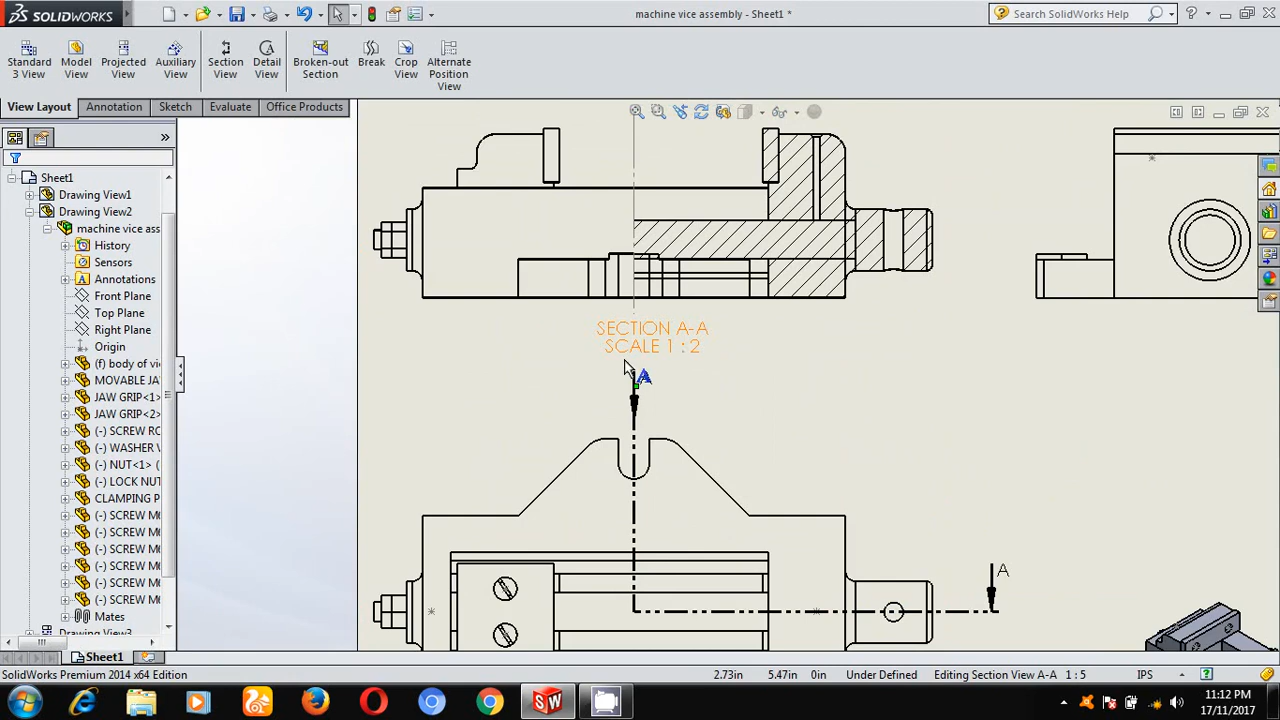 SOLIDWORKS
machine vice assembly - Sheet1 *
Search SolidWorks Help
Standard 3 View
Model View
Projected View
Auxiliary View
Section View
Detail View
Broken-out Section
Break
Crop View
Alternate Position View
View Layout
Annotation
Sketch
Evaluate
Office Products
Sheet1
Drawing View1
Drawing View2
machine vice ass
History
Sensors
Annotations
Front Plane
Top Plane
Right Plane
Origin
(f) body of vi
MOVABLE JA
JAW GRIP<1>
JAW GRIP<2>
(-) SCREW RO
(-) WASHER V
(-) NUT<1> (
(-) LOCK NUT
CLAMPING P
(-) SCREW M
(-) SCREW M
(-) SCREW M
(-) SCREW M
(-) SCREW M
(-) SCREW M
Mates
Drawing View3
SECTION A-A
SCALE 1 : 2
A
A
Sheet1
SolidWorks Premium 2014 x64 Edition
2.73in
5.47in
0in
Under Defined
Editing Section View A-A
1 : 5
IPS
SW
11:12 PM
17/11/2017